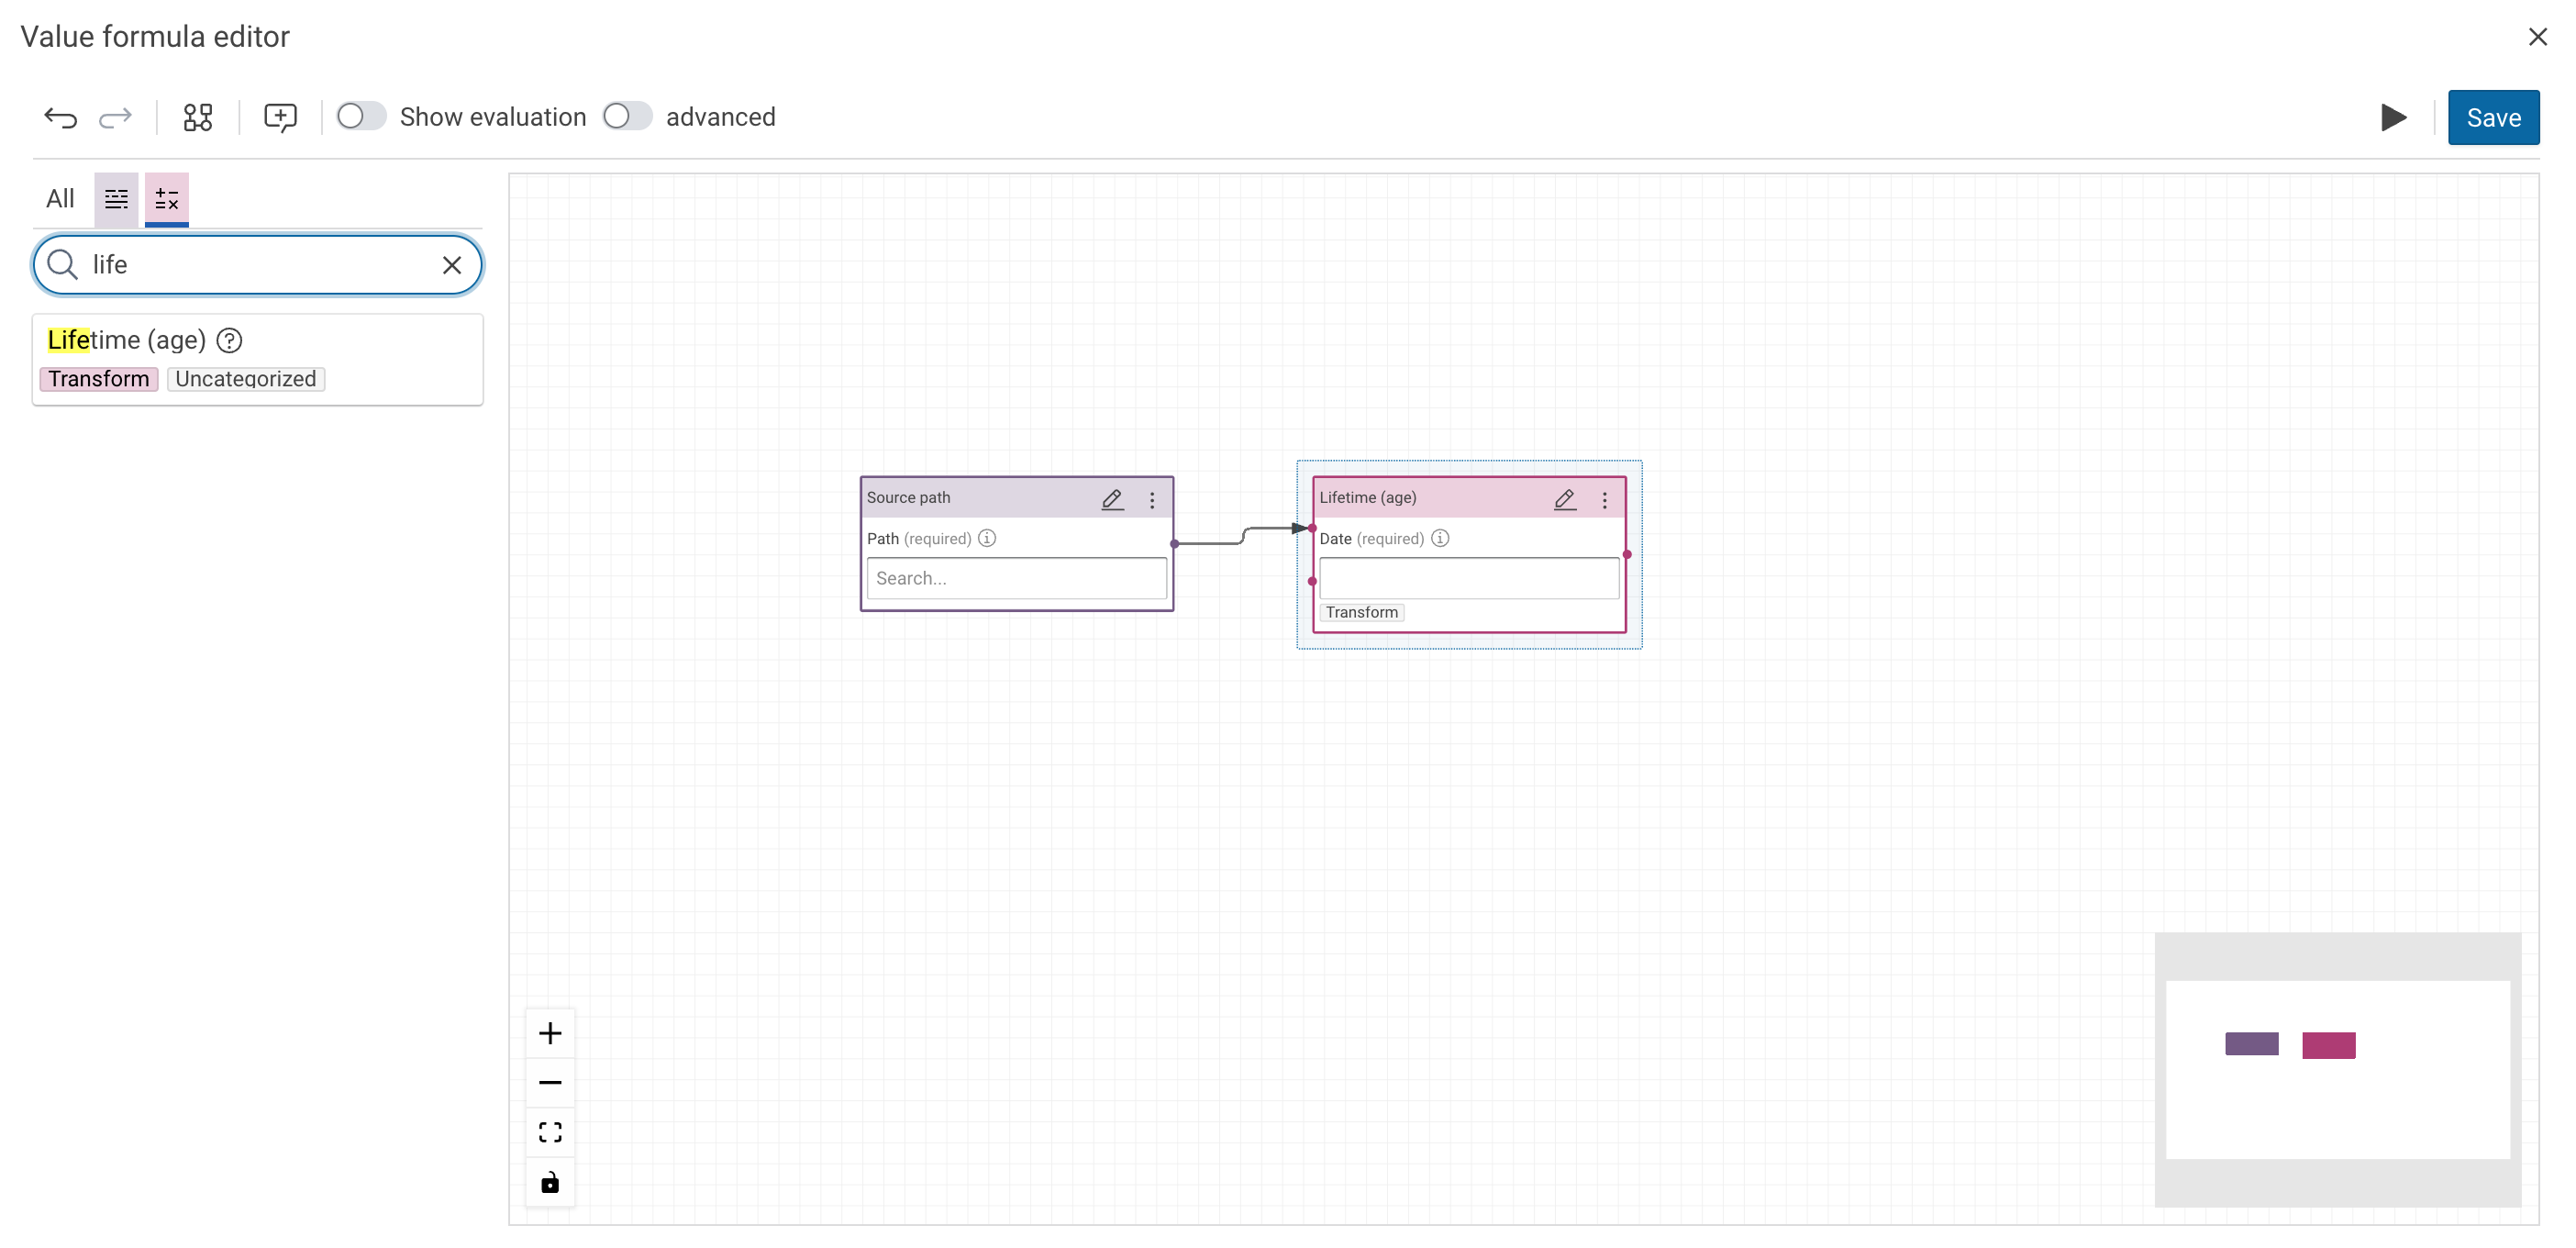 Value formula editor
Show evaluation
advanced
Save
All
life
Lifetime (age)
Transform
Uncategorized
Source path
Path (required)
Search...
Lifetime (age)
Date (required)
Transform